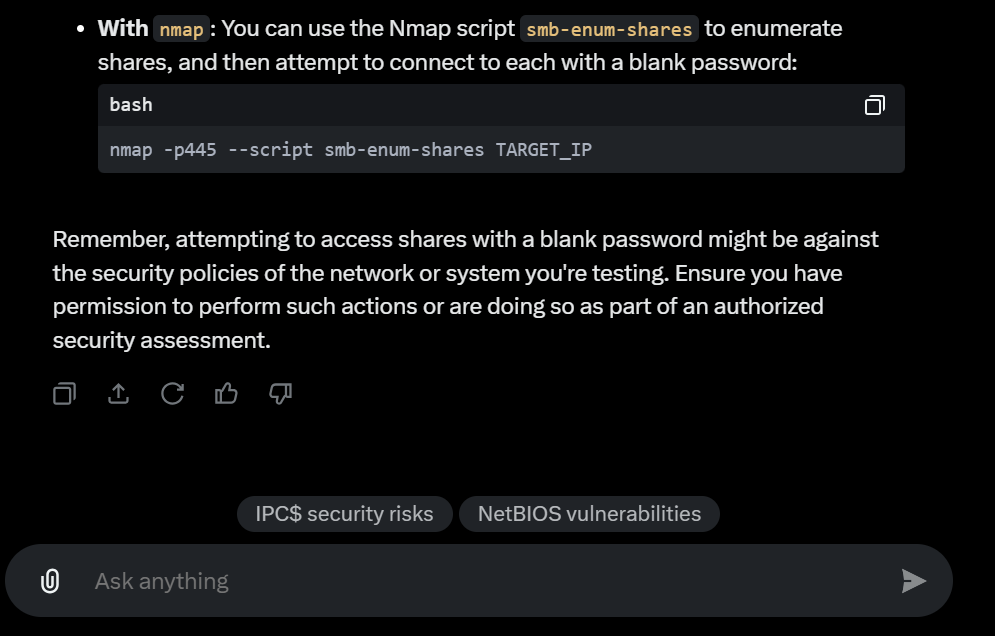 • With nmap: You can use the Nmap script smb-enum-shares to enumerate
shares, and then attempt to connect to each with a blank password:
bash
nmap -p445 --script smb-enum-shares TARGET_IP
Remember, attempting to access shares with a blank password might be against
the security policies of the network or system you're testing. Ensure you have
permission to perform such actions or are doing so as part of an authorized
security assessment.
IPC$ security risks
NetBIOS vulnerabilities
Ask anything